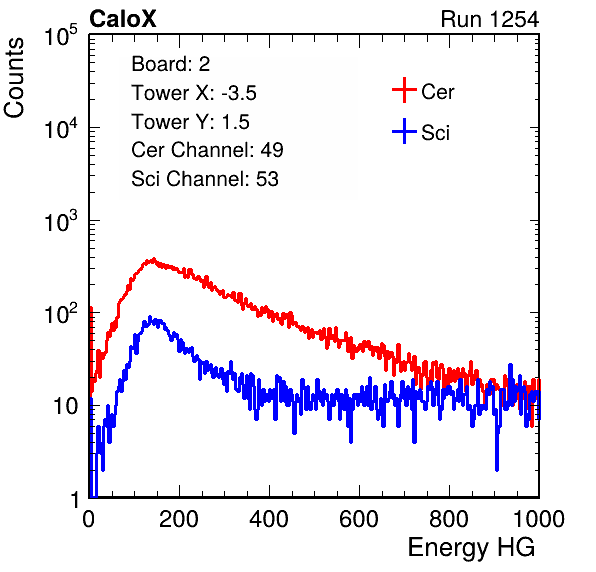 CaloX Run 1254
Counts
Board: 2
Tower X: -3.5
Tower Y: 1.5
Cer Channel: 49
Sci Channel: 53
Cer
Sci
10^5
10^4
10^3
10^2
10
1
0 200 400 600 800 1000
Energy HG